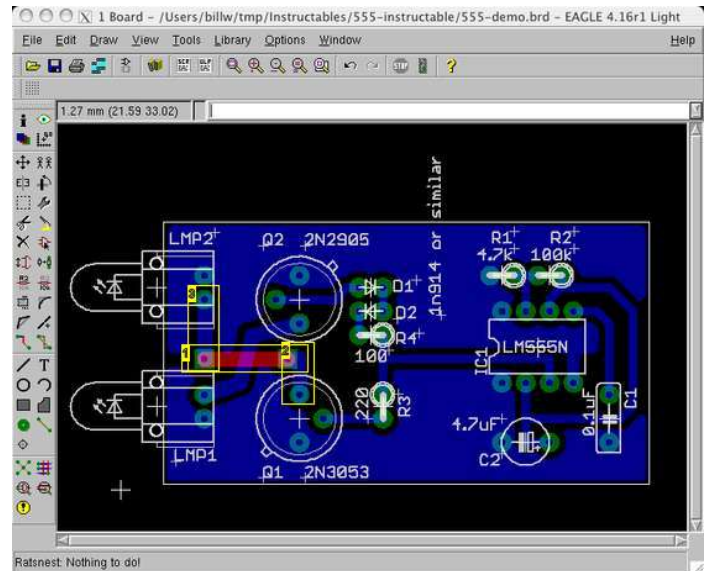 X 1 Board - /Users/billw/tmp/Instructables/555-instructable/555-demo.brd - EAGLE 4.16r1 Light
File Edit Draw View Tools Library Options Window Help
1.27 mm (21.59 33.02)
1n914 or similar
LMP2
Q2 2N2905
R1 R2
4.7k 100k
D1
3
D2
R4
1 2
100
IC1
LM555N
220
R3
4.7uF
0.1uF
C1
LMP1
C2
Q1 2N3053
Ratsnest: Nothing to do!